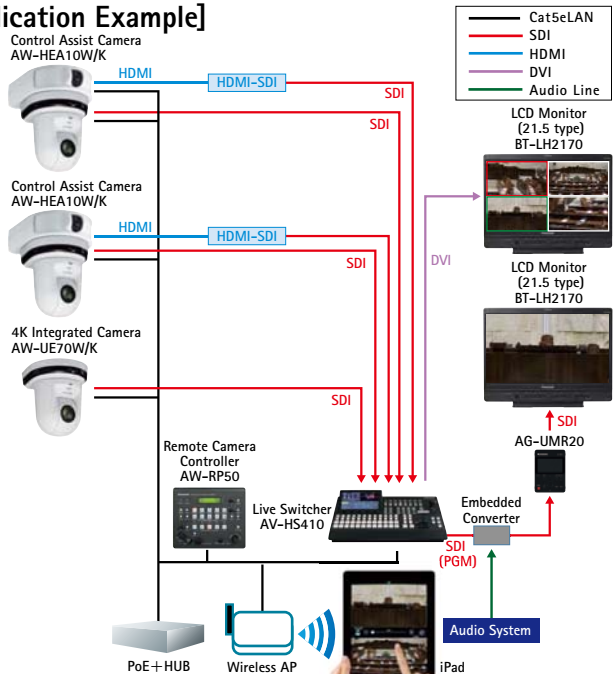 lication Example]
Cat5eLAN
SDI
HDMI
DVI
Audio Line
Control Assist Camera
AW-HEA10W/K
HDMI
HDMI-SDI
SDI
SDI
LCD Monitor
(21.5 type)
BT-LH2170
Control Assist Camera
AW-HEA10W/K
HDMI
HDMI-SDI
SDI
DVI
LCD Monitor
(21.5 type)
BT-LH2170
4K Integrated Camera
AW-UE70W/K
SDI
SDI
AG-UMR20
Remote Camera
Controller
AW-RP50
Live Switcher
AV-HS410
Embedded
Converter
SDI
(PGM)
Audio System
PoE+HUB
Wireless AP
iPad